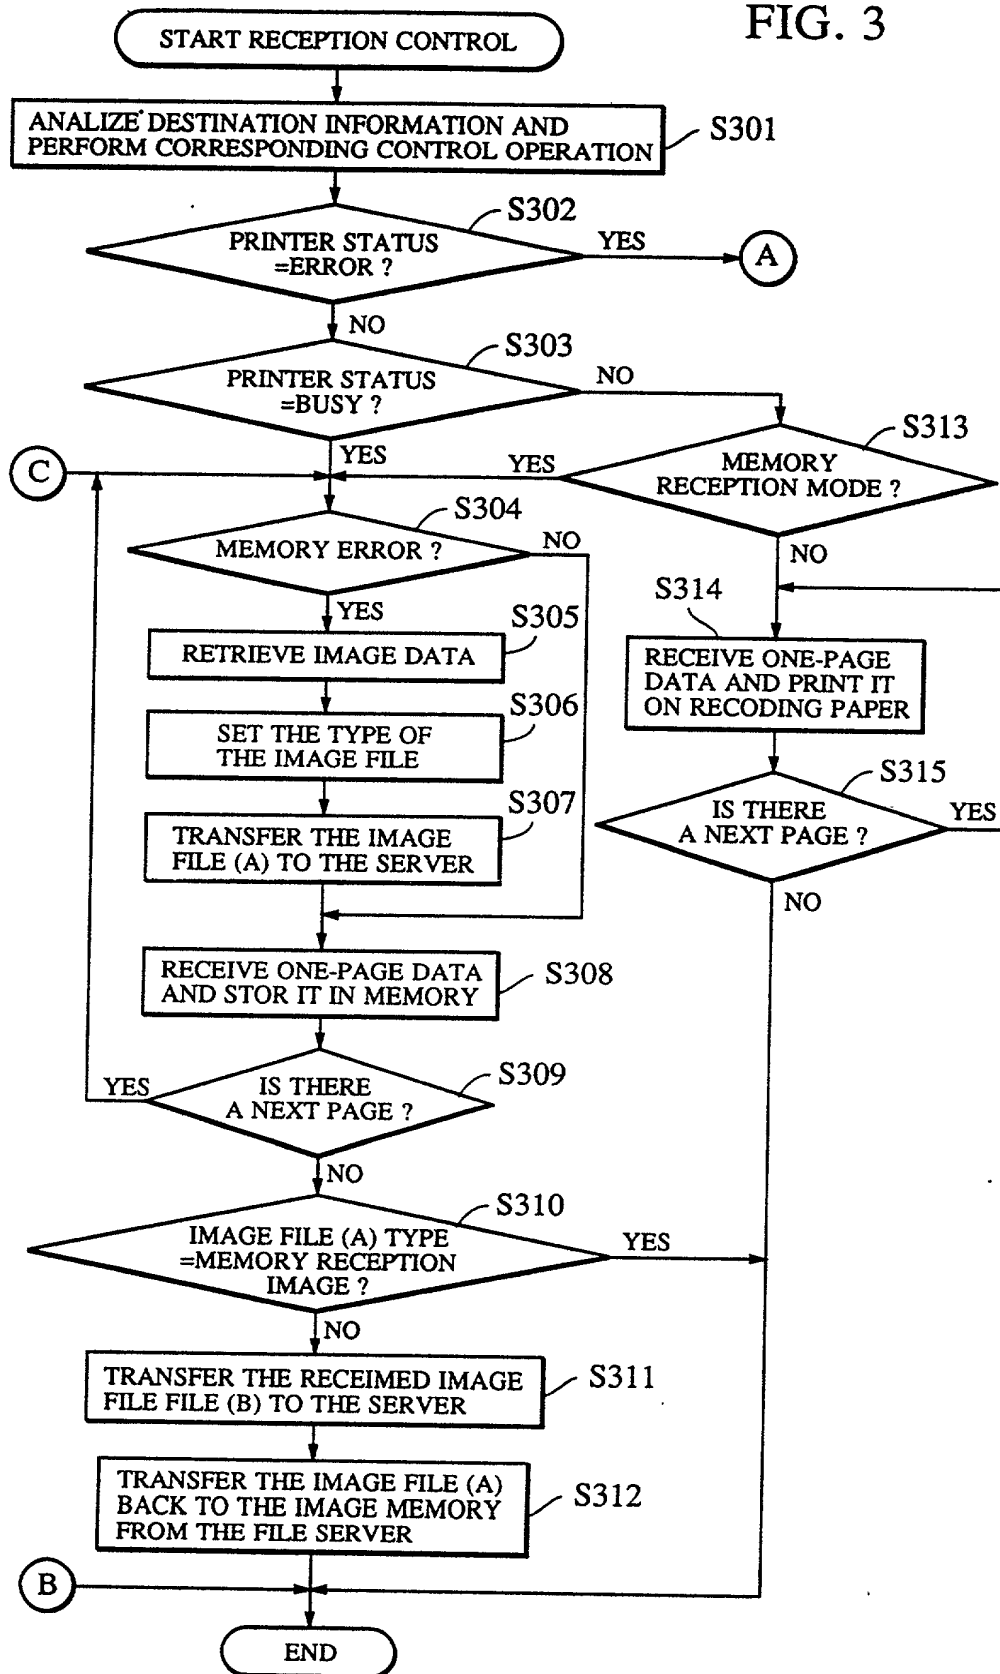 FIG. 3
START RECEPTION CONTROL
ANALIZE DESTINATION INFORMATION AND
PERFORM CORRESPONDING CONTROL OPERATION
S301
S302
PRINTER STATUS
=ERROR ?
YES
A
NO
S303
PRINTER STATUS
=BUSY ?
NO
YES
S313
MEMORY
RECEPTION MODE ?
YES
C
S304
MEMORY ERROR ?
NO
NO
YES
S305
RETRIEVE IMAGE DATA
S314
RECEIVE ONE-PAGE
DATA AND PRINT IT
ON RECODING PAPER
S306
SET THE TYPE OF
THE IMAGE FILE
S315
IS THERE
A NEXT PAGE ?
YES
S307
TRANSFER THE IMAGE
FILE (A) TO THE SERVER
NO
RECEIVE ONE-PAGE DATA
AND STOR IT IN MEMORY
S308
S309
IS THERE
A NEXT PAGE ?
YES
NO
S310
IMAGE FILE (A) TYPE
=MEMORY RECEPTION
IMAGE ?
YES
NO
TRANSFER THE RECEIMED IMAGE
FILE FILE (B) TO THE SERVER
S311
TRANSFER THE IMAGE FILE (A)
BACK TO THE IMAGE MEMORY
FROM THE FILE SERVER
S312
B
END